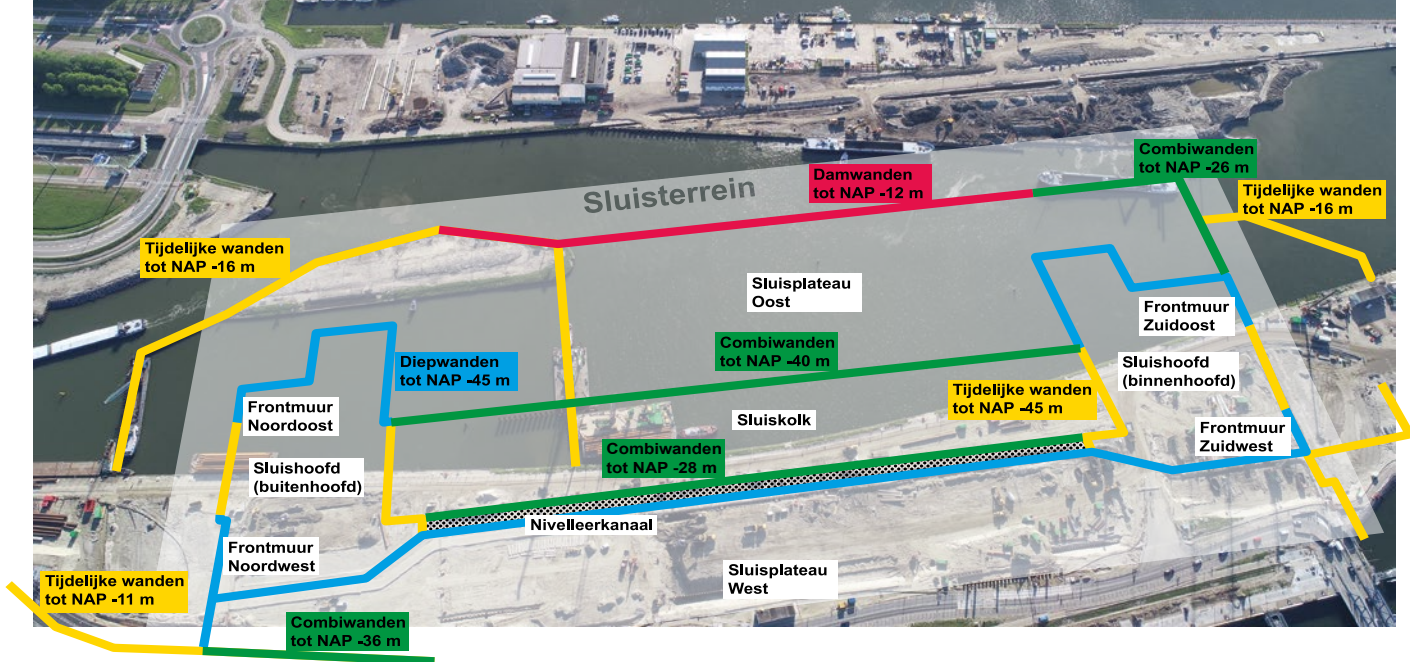 Combiwanden
tot NAP -26 m
Damwanden
tot NAP -12 m
Sluisterrein
Tijdelijke wanden
tot NAP -16 m
Tijdelijke wanden
tot NAP -16 m
Sluisplateau
Oost
Frontmuur
Zuidoost
Combiwanden
tot NAP -40 m
Diepwanden
tot NAP -45 m
Sluishoofd
(binnenhoofd)
Tijdelijke wanden
tot NAP -45 m
Frontmuur
Noordoost
Sluiskolk
Frontmuur
Zuidwest
Combiwanden
tot NAP -28 m
Sluishoofd
(buitenhoofd)
Nivelleerkanaal
Frontmuur
Noordwest
Sluisplateau
West
Tijdelijke wanden
tot NAP -11 m
Combiwanden
tot NAP -36 m